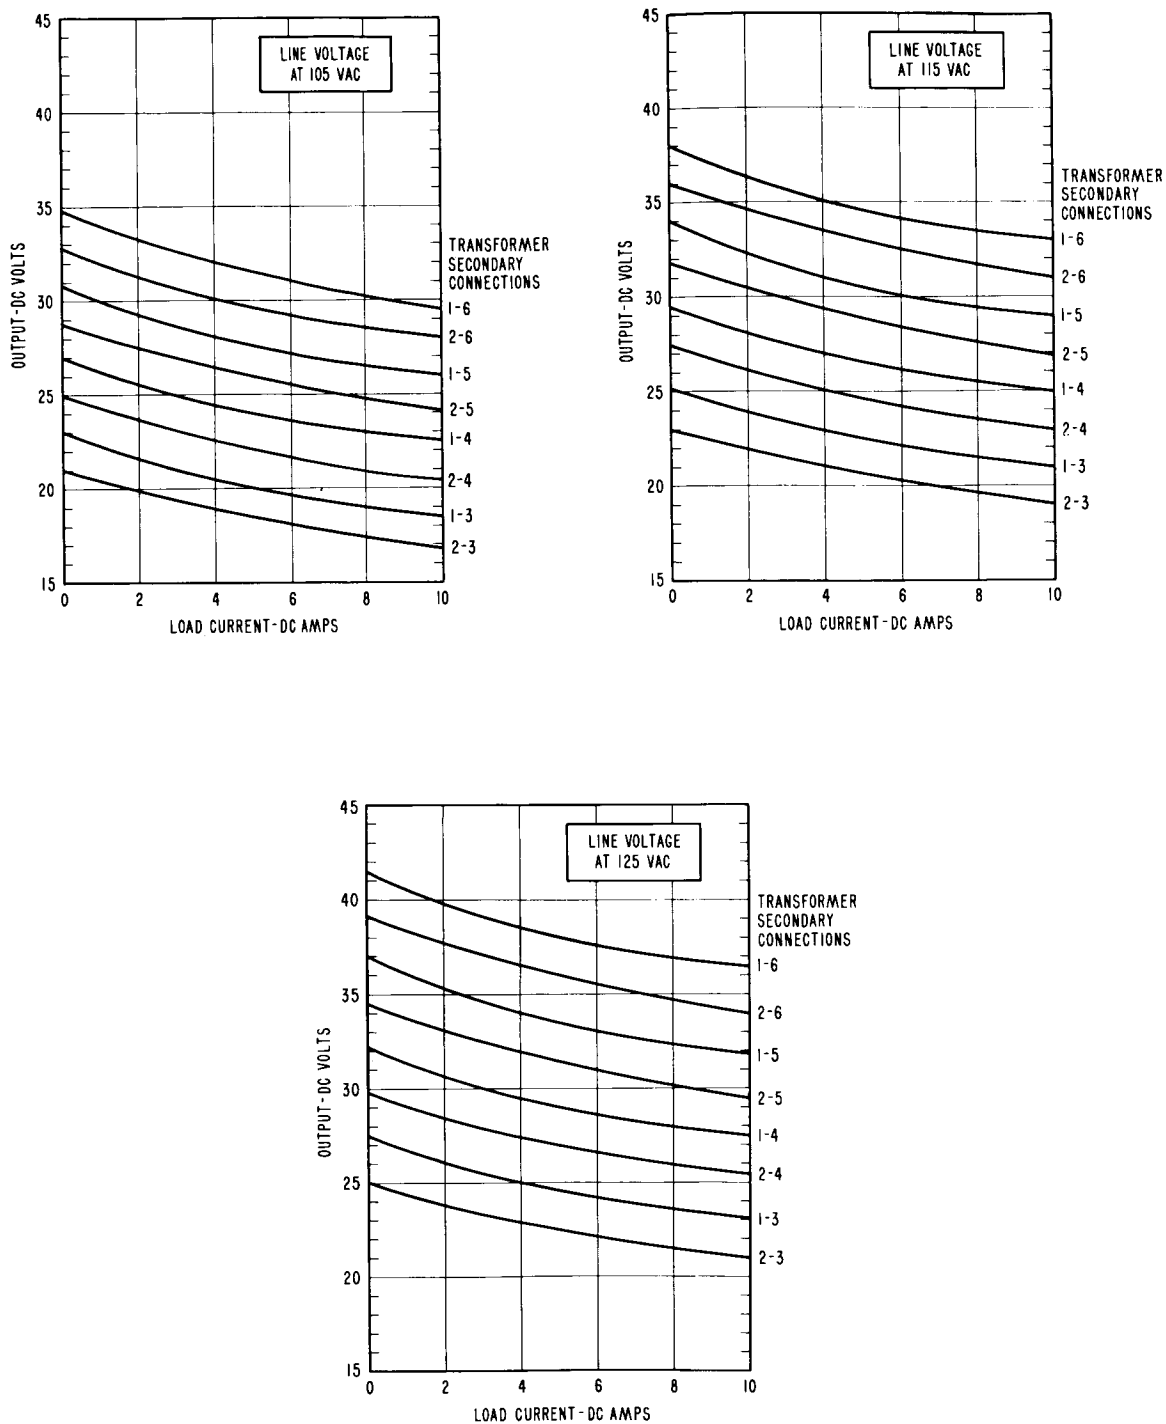 45
40
35
30
25
20
15
OUTPUT-DC VOLTS
LINE VOLTAGE
AT 105 VAC
TRANSFORMER
SECONDARY
CONNECTIONS
1-6
2-6
1-5
2-5
1-4
2-4
1-3
2-3
0 2 4 6 8 10
LOAD CURRENT-DC AMPS
45
40
35
30
25
20
15
OUTPUT-DC VOLTS
LINE VOLTAGE
AT 115 VAC
TRANSFORMER
SECONDARY
CONNECTIONS
1-6
2-6
1-5
2-5
1-4
2-4
1-3
2-3
0 2 4 6 8 10
LOAD CURRENT-DC AMPS
45
40
35
30
25
20
15
OUTPUT-DC VOLTS
LINE VOLTAGE
AT 125 VAC
TRANSFORMER
SECONDARY
CONNECTIONS
1-6
2-6
1-5
2-5
1-4
2-4
1-3
2-3
0 2 4 6 8 10
LOAD CURRENT-DC AMPS